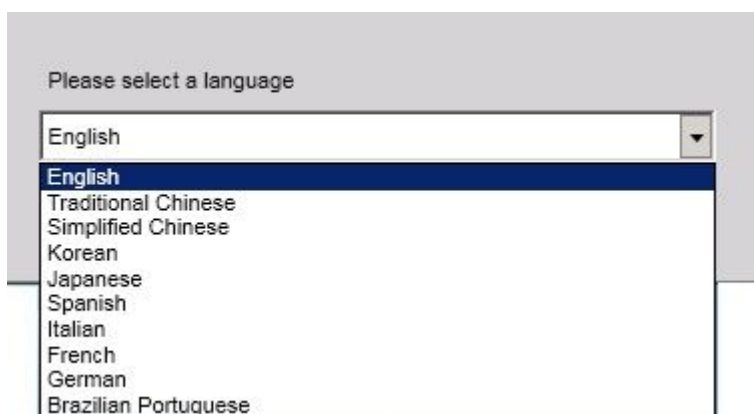 Please select a language
English
English
Traditional Chinese
Simplified Chinese
Korean
Japanese
Spanish
Italian
French
German
Brazilian Portuguese